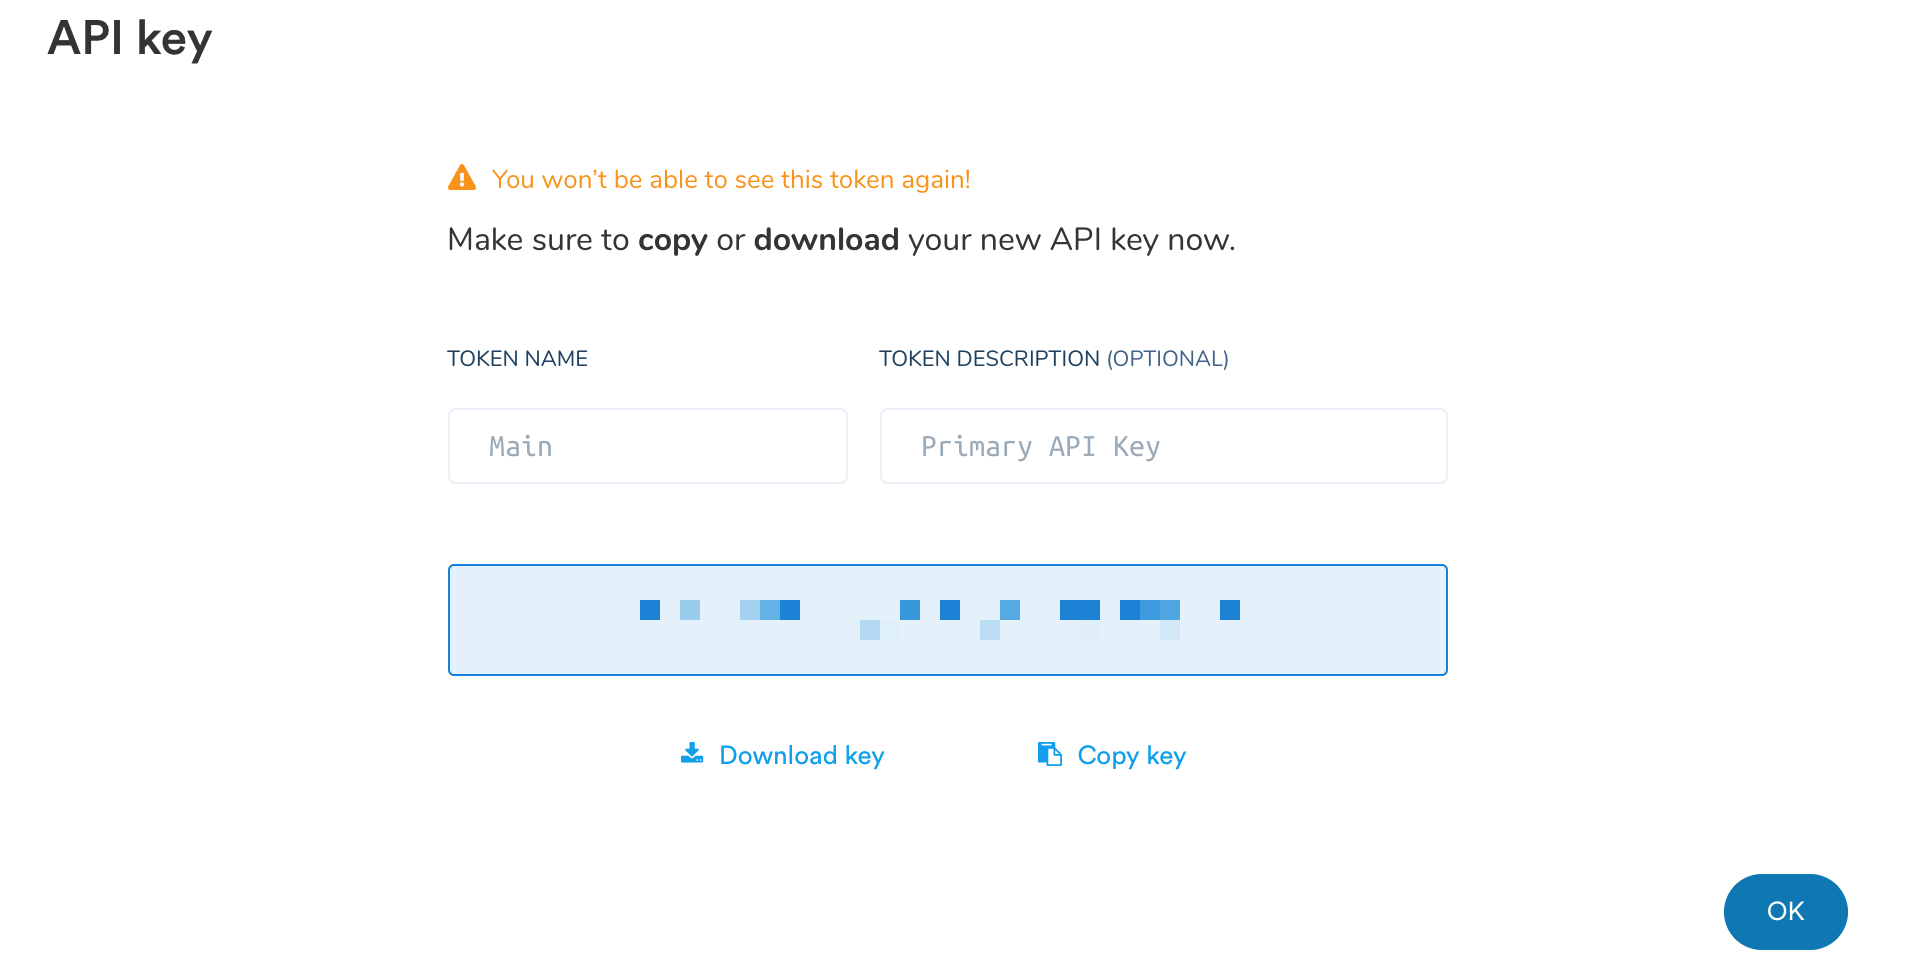 API key
You won’t be able to see this token again!
Make sure to copy or download your new API key now.
TOKEN NAME
TOKEN DESCRIPTION (OPTIONAL)
Main
Primary API Key
Download key
Copy key
OK